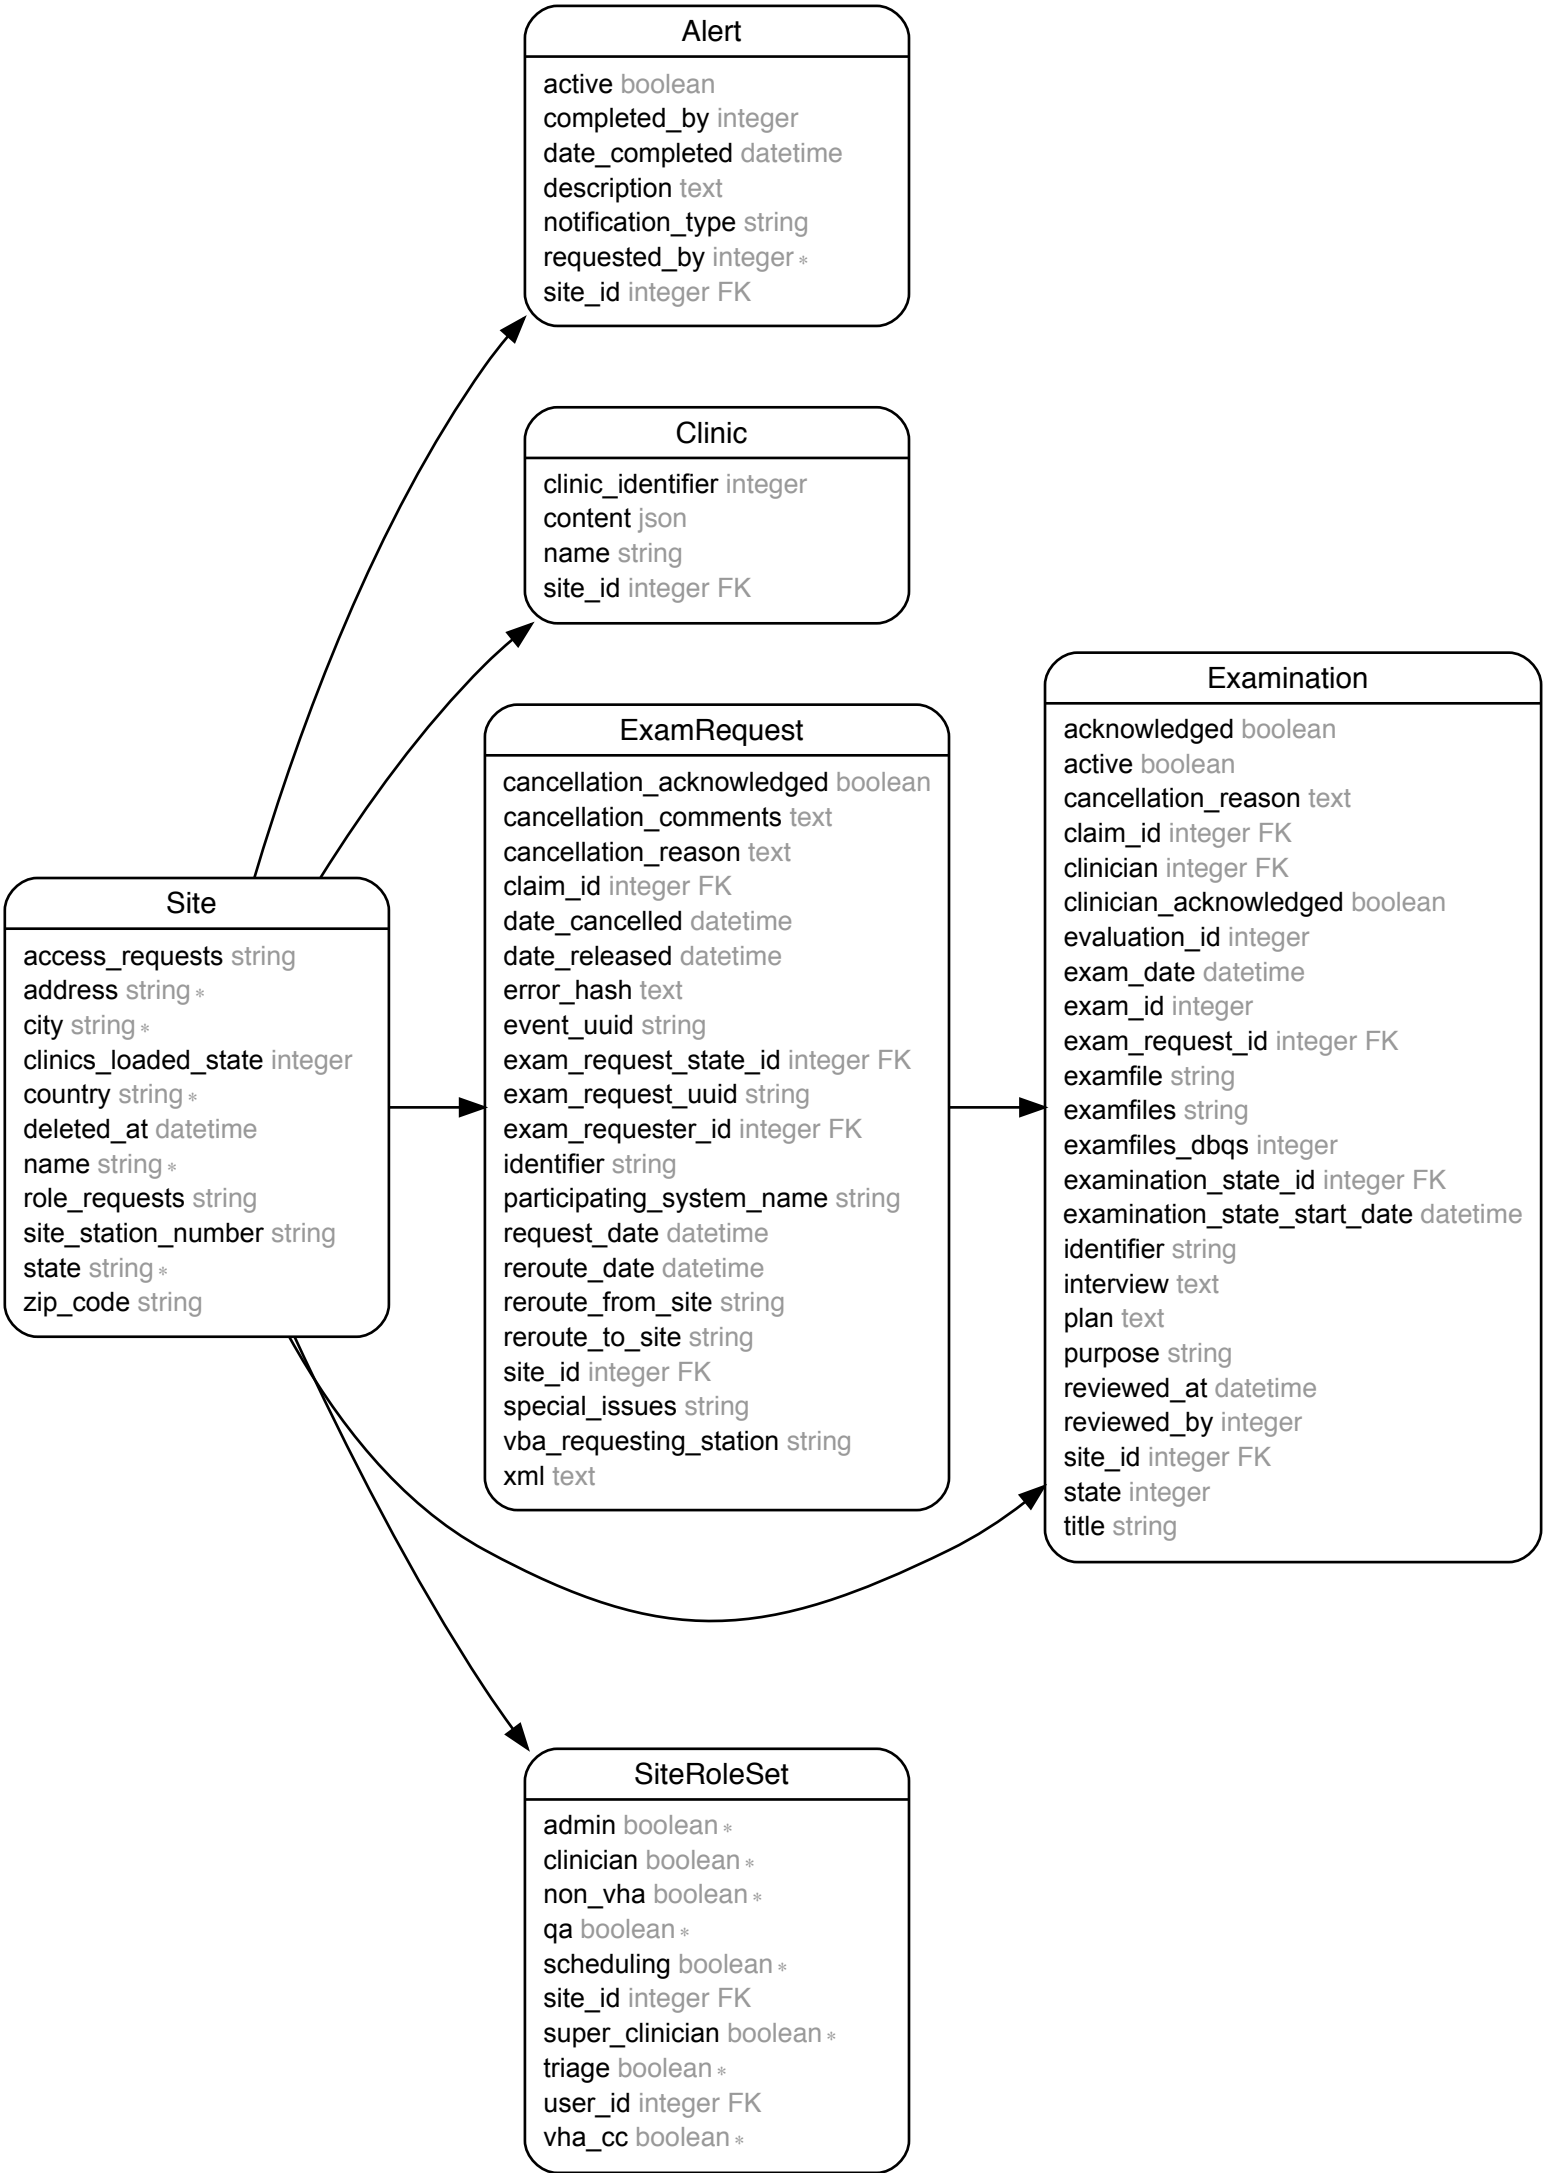 Alert
active boolean
completed_by integer
date_completed datetime
description text
notification_type string
requested_by integer *
site_id integer FK
Clinic
clinic_identifier integer
content json
name string
site_id integer FK
ExamRequest
cancellation_acknowledged boolean
cancellation_comments text
cancellation_reason text
claim_id integer FK
date_cancelled datetime
date_released datetime
error_hash text
event_uuid string
exam_request_state_id integer FK
exam_request_uuid string
exam_requester_id integer FK
identifier string
participating_system_name string
request_date datetime
reroute_date datetime
reroute_from_site string
reroute_to_site string
site_id integer FK
special_issues string
vba_requesting_station string
xml text
Examination
acknowledged boolean
active boolean
cancellation_reason text
claim_id integer FK
clinician integer FK
clinician_acknowledged boolean
evaluation_id integer
exam_date datetime
exam_id integer
exam_request_id integer FK
examfile string
examfiles string
examfiles_dbqs integer
examination_state_id integer FK
examination_state_start_date datetime
identifier string
interview text
plan text
purpose string
reviewed_at datetime
reviewed_by integer
site_id integer FK
state integer
title string
Site
access_requests string
address string *
city string *
clinics_loaded_state integer
country string *
deleted_at datetime
name string *
role_requests string
site_station_number string
state string *
zip_code string
SiteRoleSet
admin boolean *
clinician boolean *
non_vha boolean *
qa boolean *
scheduling boolean *
site_id integer FK
super_clinician boolean *
triage boolean *
user_id integer FK
vha_cc boolean *